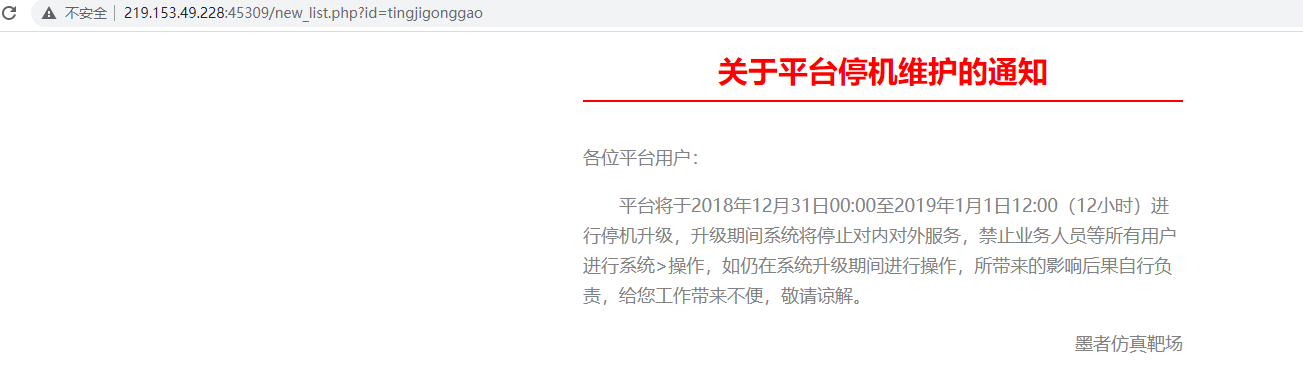 不安全 219.153.49.228:45309/new_list.php?id=tingjigonggao
关于平台停机维护的通知
各位平台用户：
平台将于2018年12月31日00:00至2019年1月1日12:00（12小时）进
行停机升级，升级期间系统将停止对内对外服务，禁止业务人员等所有用户
进行系统>操作，如仍在系统升级期间进行操作，所带来的影响后果自行负
责，给您工作带来不便，敬请谅解。
墨者仿真靶场